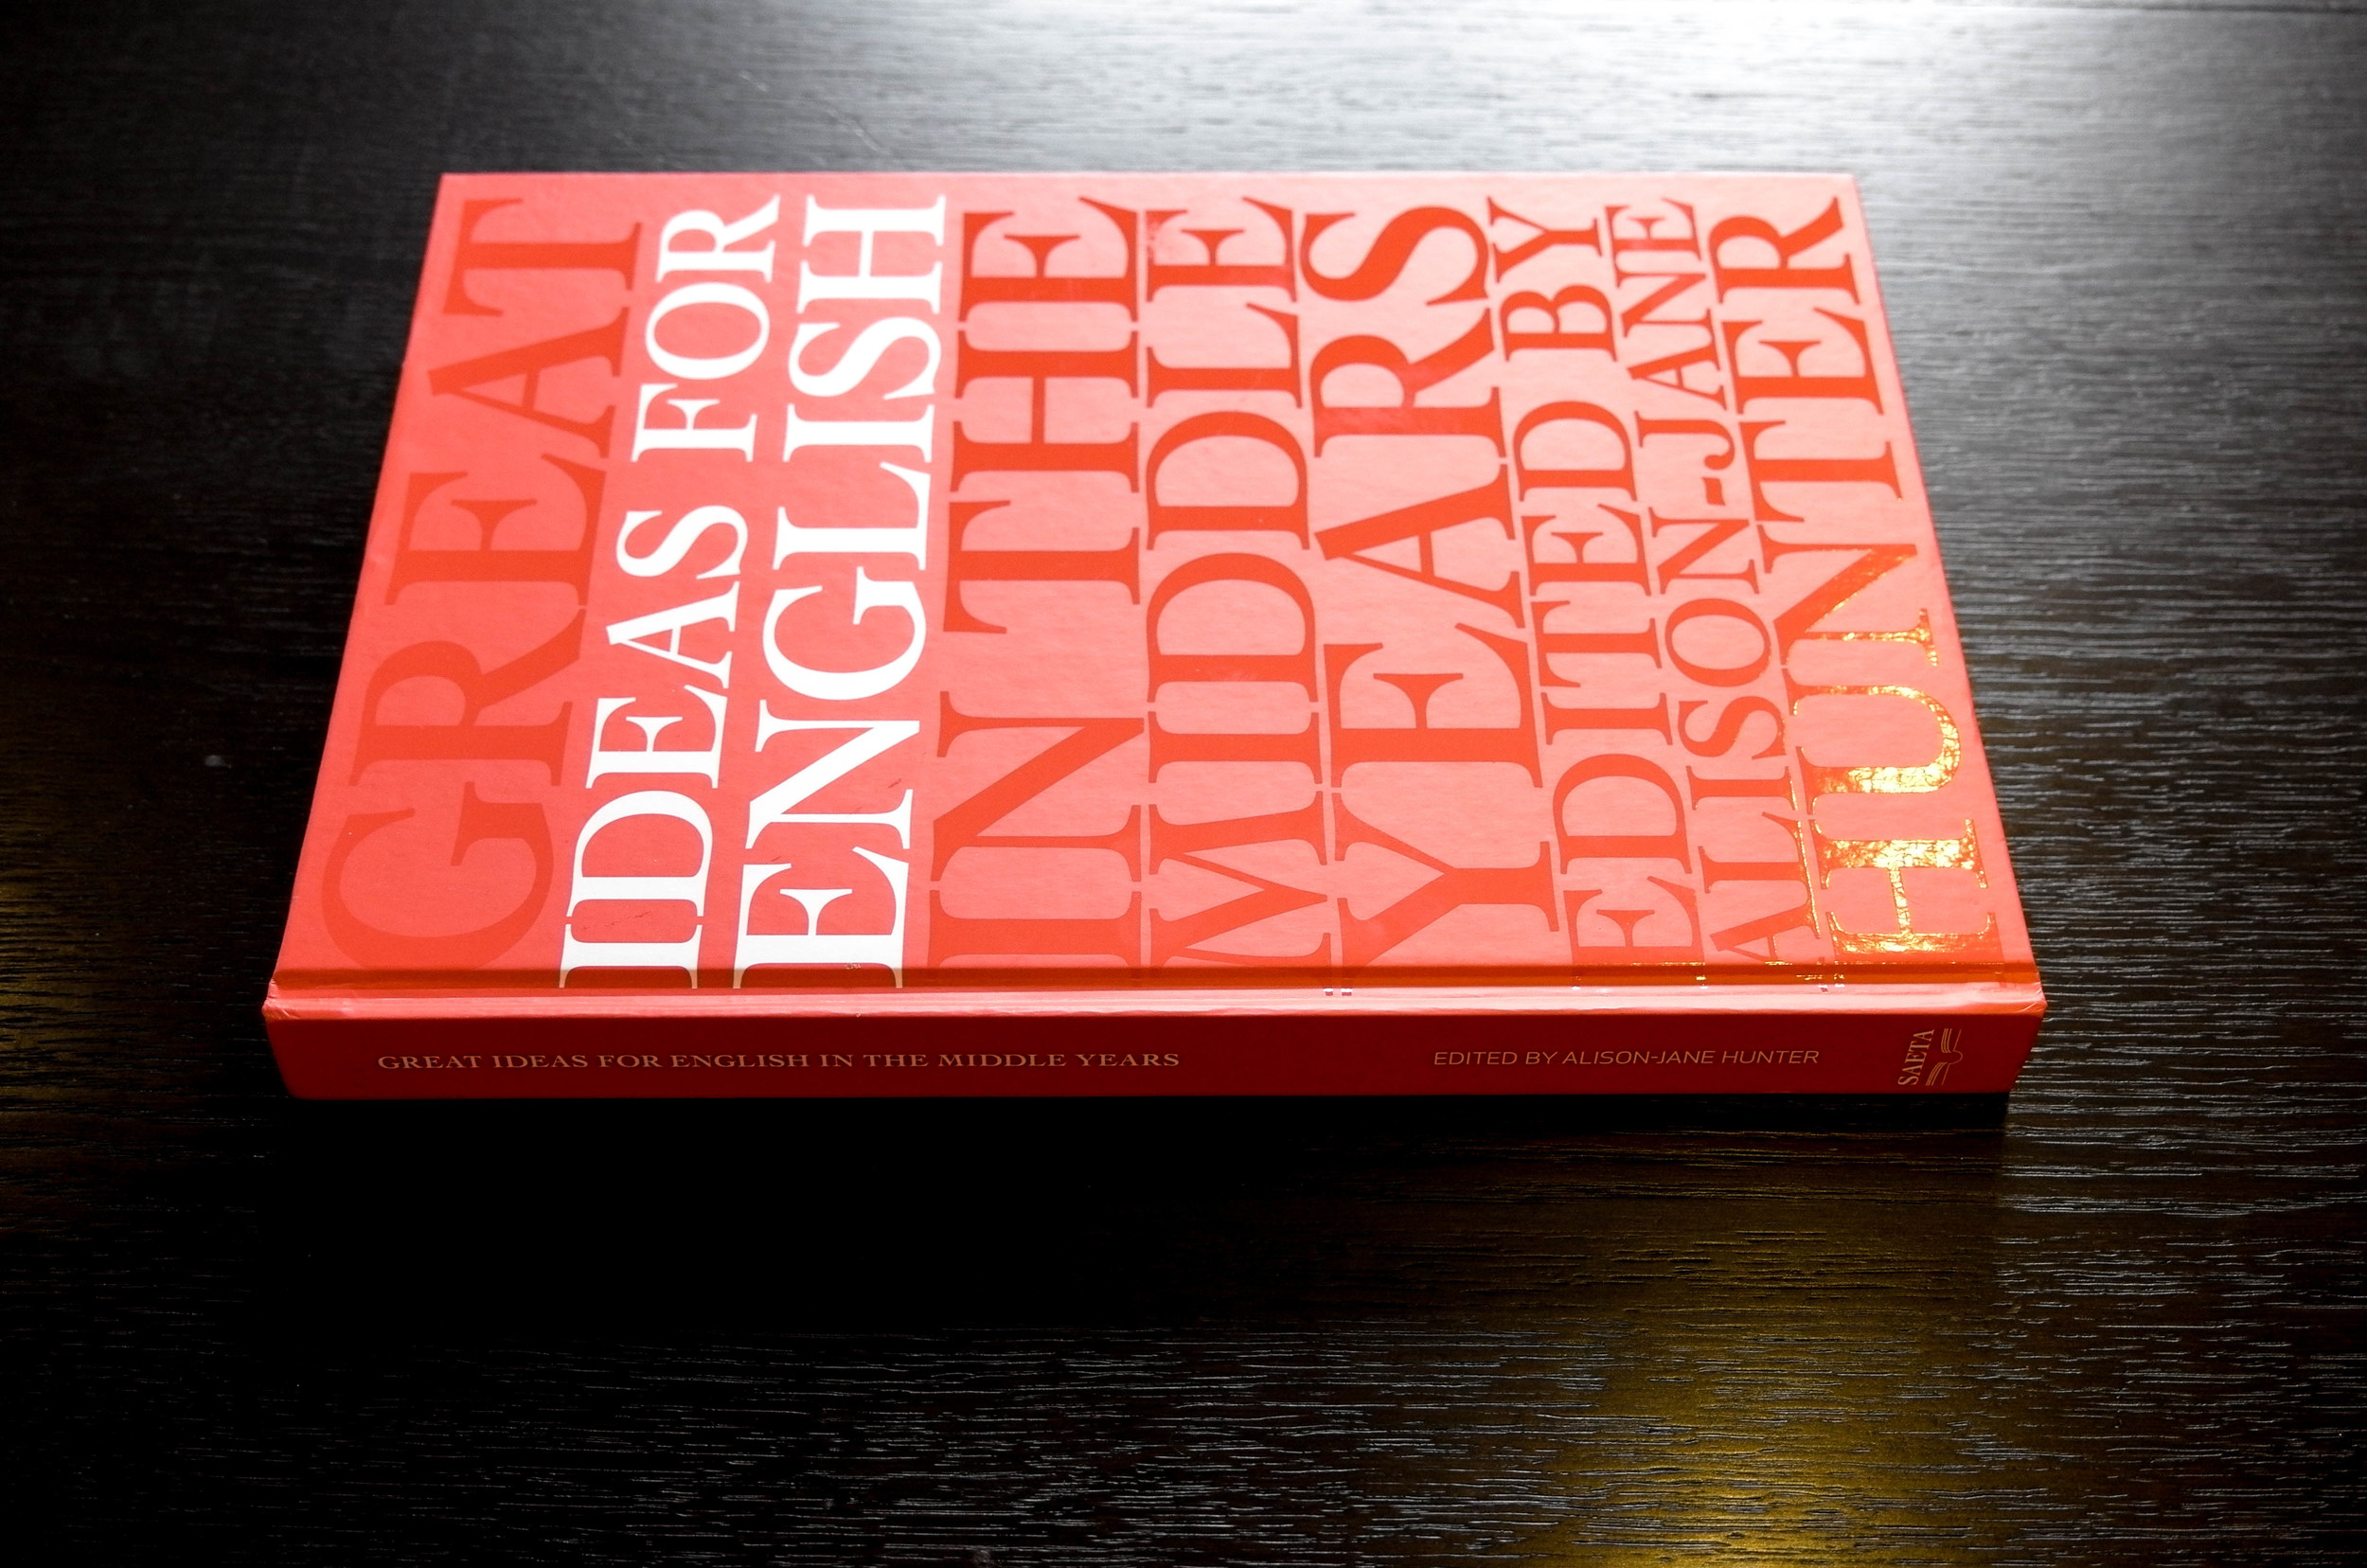 GREAT
IDEAS FOR
ENGLISH
IN THE
MIDDLE
YEARS
EDITED BY
ALISON-JANE
HUNTER
GREAT IDEAS FOR ENGLISH IN THE MIDDLE YEARS
EDITED BY ALISON-JANE HUNTER
SAETA